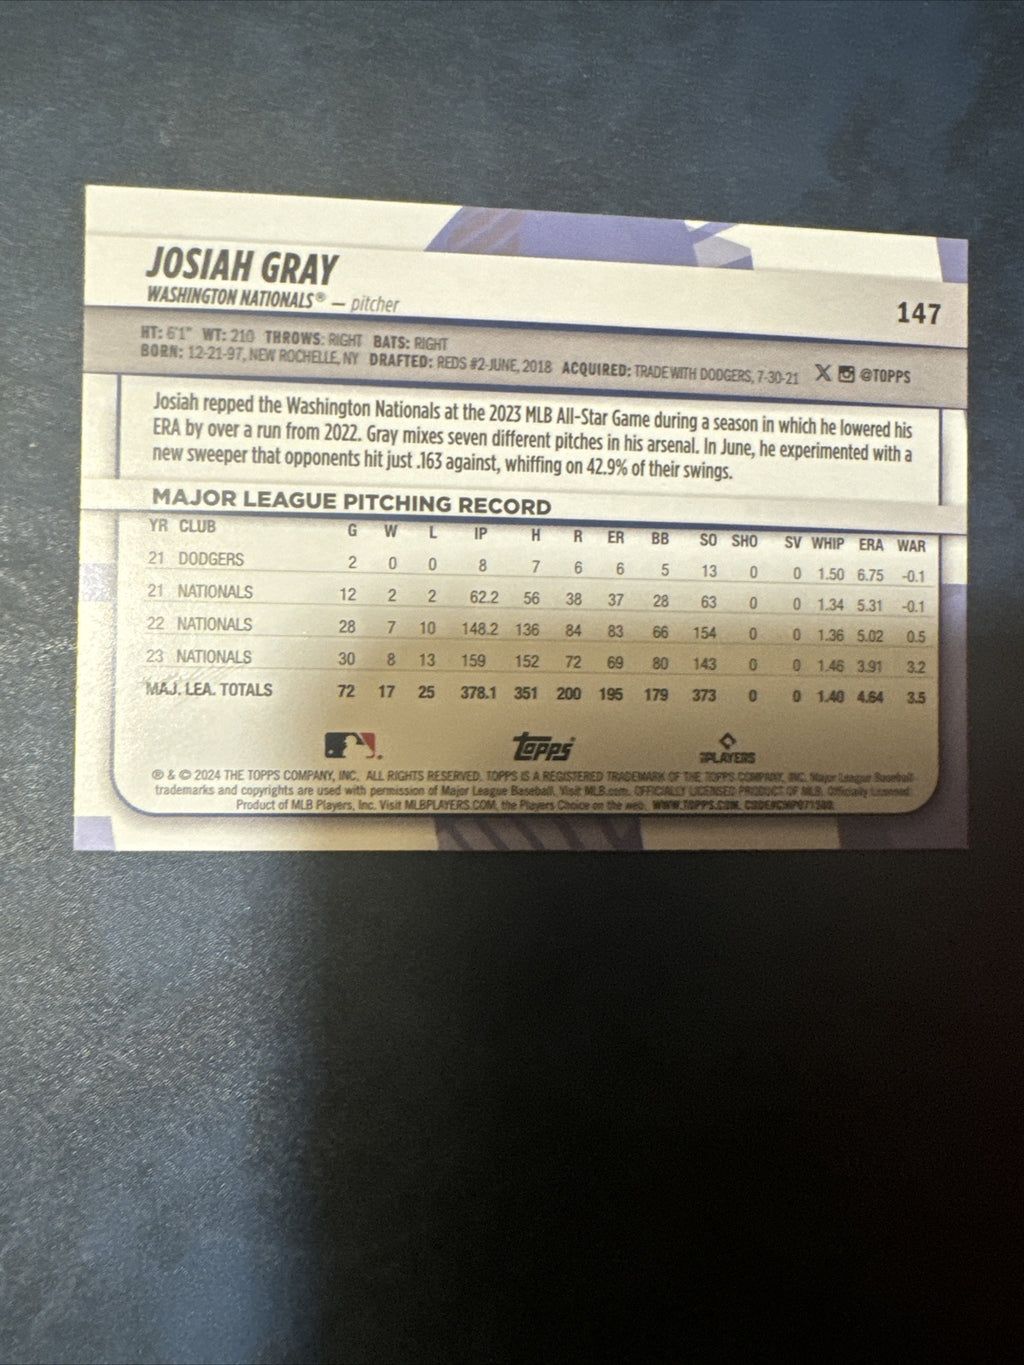 JOSIAH GRAY
WASHINGTON NATIONALS® — pitcher
147
HT: 6'1" WT: 210 THROWS: RIGHT BATS: RIGHT
BORN: 12-21-97, NEW ROCHELLE, NY DRAFTED: REDS #2-JUNE, 2018 ACQUIRED: TRADE WITH DODGERS, 7-30-21 X @TOPPS
Josiah repped the Washington Nationals at the 2023 MLB All-Star Game during a season in which he lowered his
ERA by over a run from 2022. Gray mixes seven different pitches in his arsenal. In June, he experimented with a
new sweeper that opponents hit just .163 against, whiffing on 42.9% of their swings.
MAJOR LEAGUE PITCHING RECORD
YR CLUB G W L IP H R ER BB SO SHO SV WHIP ERA WAR
21 DODGERS 2 0 0 8 7 6 6 5 13 0 0 1.50 6.75 -0.1
21 NATIONALS 12 2 2 62.2 56 38 37 28 63 0 0 1.34 5.31 -0.1
22 NATIONALS 28 7 10 148.2 136 84 83 66 154 0 0 1.36 5.02 0.5
23 NATIONALS 30 8 13 159 152 72 69 80 143 0 0 1.46 3.91 3.2
MAJ. LEA. TOTALS 72 17 25 378.1 351 200 195 179 373 0 0 1.40 4.64 3.5
Topps
PLAYERS
® & © 2024 THE TOPPS COMPANY, INC. ALL RIGHTS RESERVED. TOPPS IS A REGISTERED TRADEMARK OF THE TOPPS COMPANY, INC. Major League Baseball
trademarks and copyrights are used with permission of Major League Baseball. Visit MLB.com. OFFICIALLY LICENSED PRODUCT OF MLB. Officially Licensed
Product of MLB Players, Inc. Visit MLBPLAYERS.COM, the Players Choice on the web. WWW.TOPPS.COM.